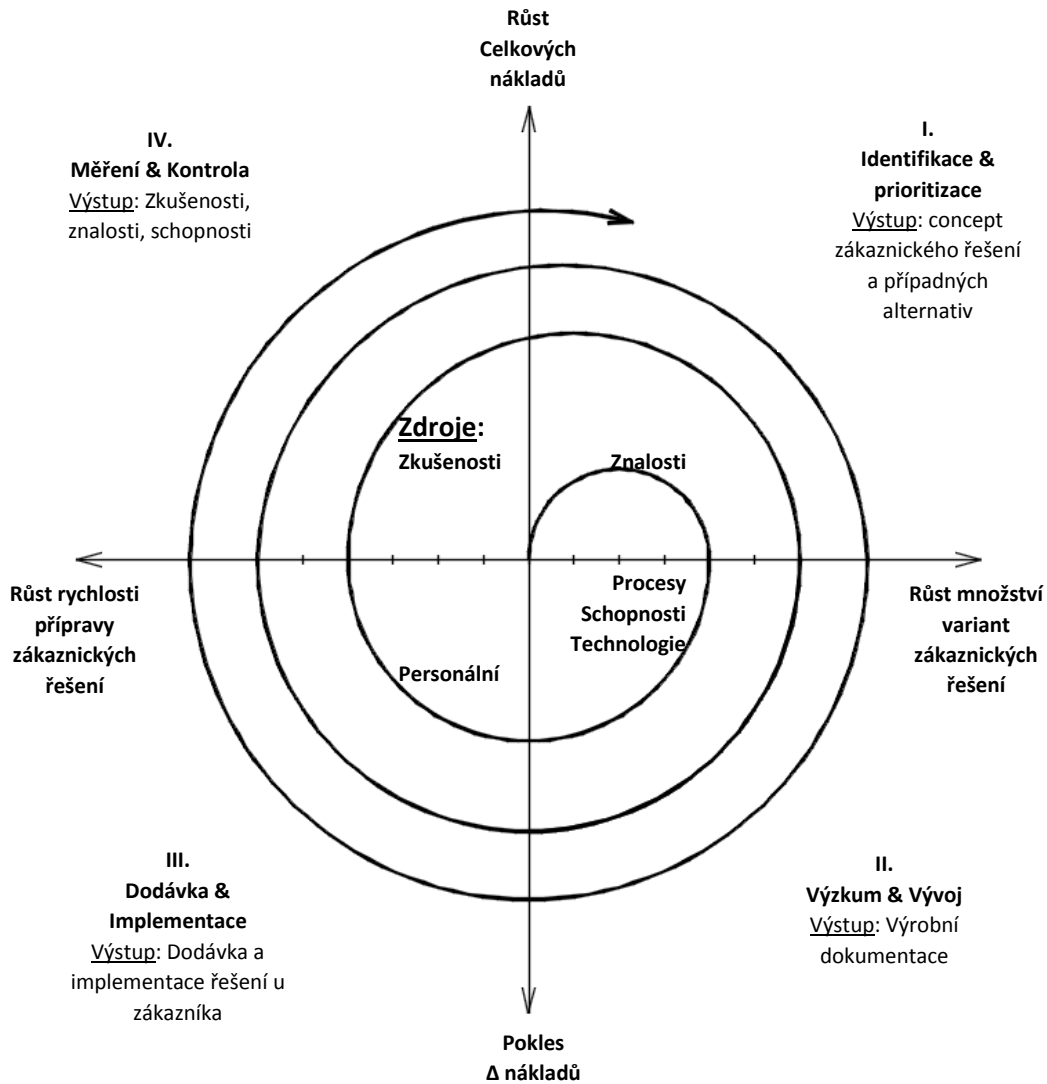 Růst
Celkových
nákladů
IV.
Měření & Kontrola
Výstup: Zkušenosti,
znalosti, schopnosti
I.
Identifikace &
prioritizace
Výstup: concept
zákaznického řešení
a případných
alternativ
Zdroje:
Zkušenosti
Znalosti
Procesy
Schopnosti
Technologie
Personální
Růst rychlosti
přípravy
zákaznických
řešení
Růst množství
variant
zákaznických
řešení
III.
Dodávka &
Implementace
Výstup: Dodávka a
implementace řešení u
zákazníka
II.
Výzkum & Vývoj
Výstup: Výrobní
dokumentace
Pokles
Δ nákladů